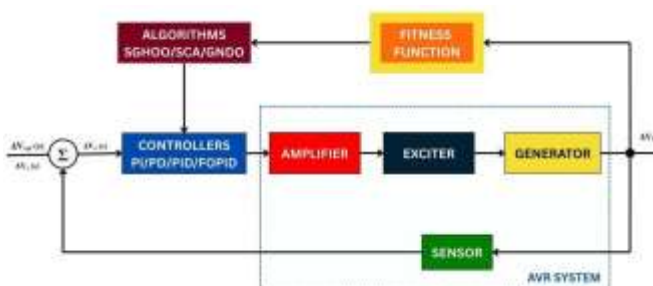 ALGORITHMS
SGHOO/SCA/GNDO
FITNESS
FUNCTION
Σ
CONTROLLERS
PI/PD/PID/FOPID
AMPLIFIER
EXCITER
GENERATOR
SENSOR
AVR SYSTEM